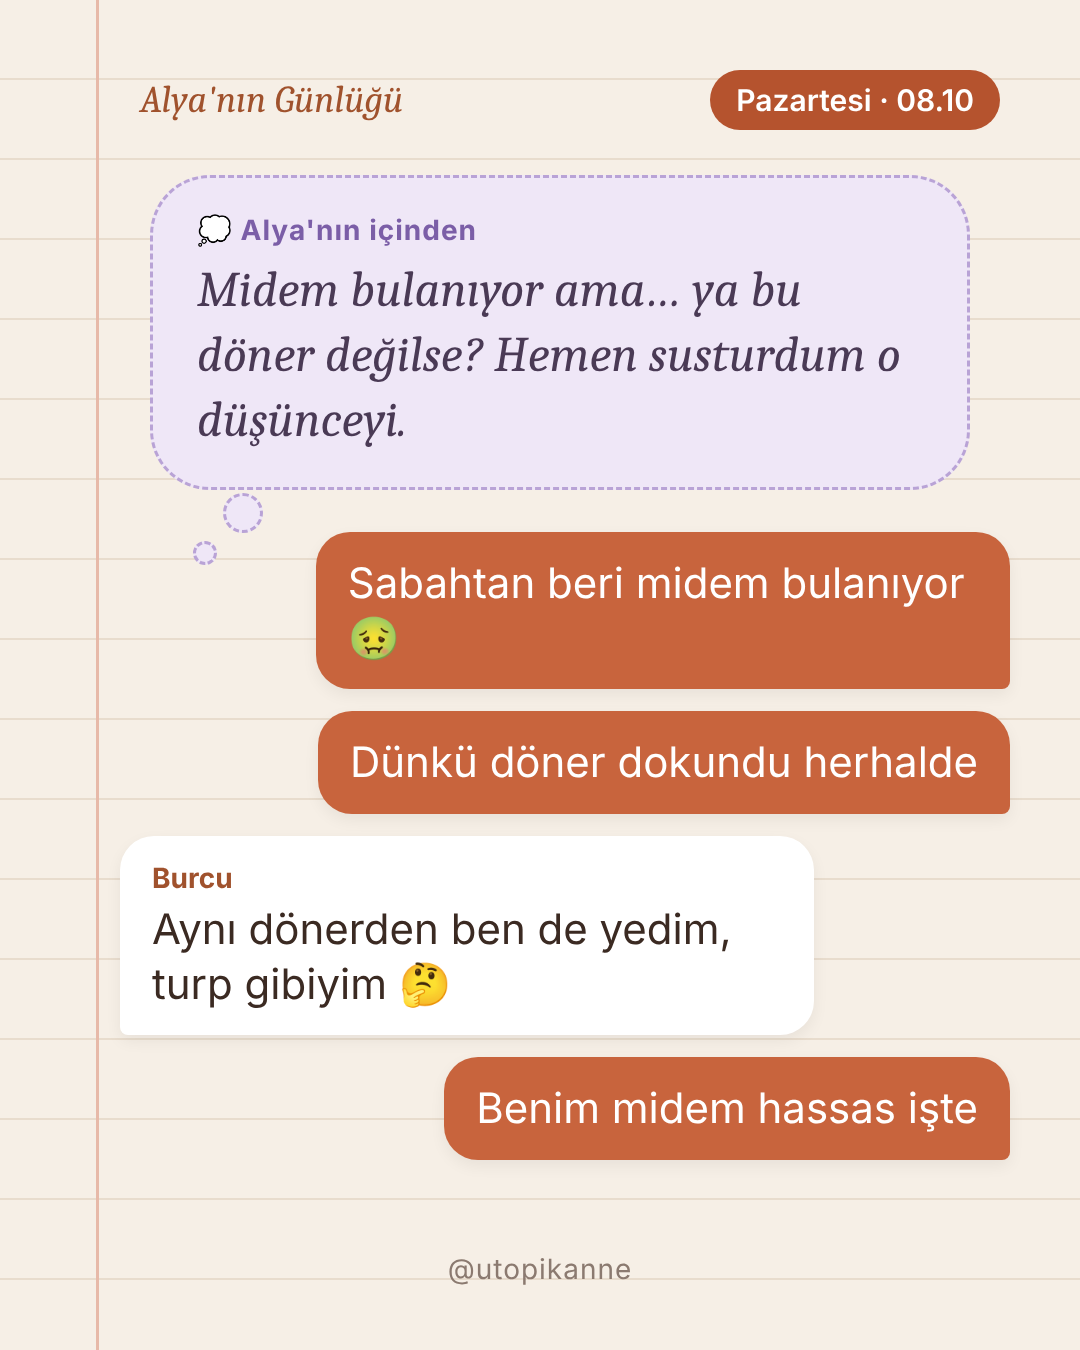 Alya'nın Günlüğü
Pazartesi · 08.10
💭 Alya'nın içinden
Midem bulanıyor ama... ya bu
döner değilse? Hemen susturdum o
düşünceyi.
Sabahtan beri midem bulanıyor
🤢
Dünkü döner dokundu herhalde
Burcu
Aynı dönerden ben de yedim,
turp gibiyim 🤔
Benim midem hassas işte
@utopikanne